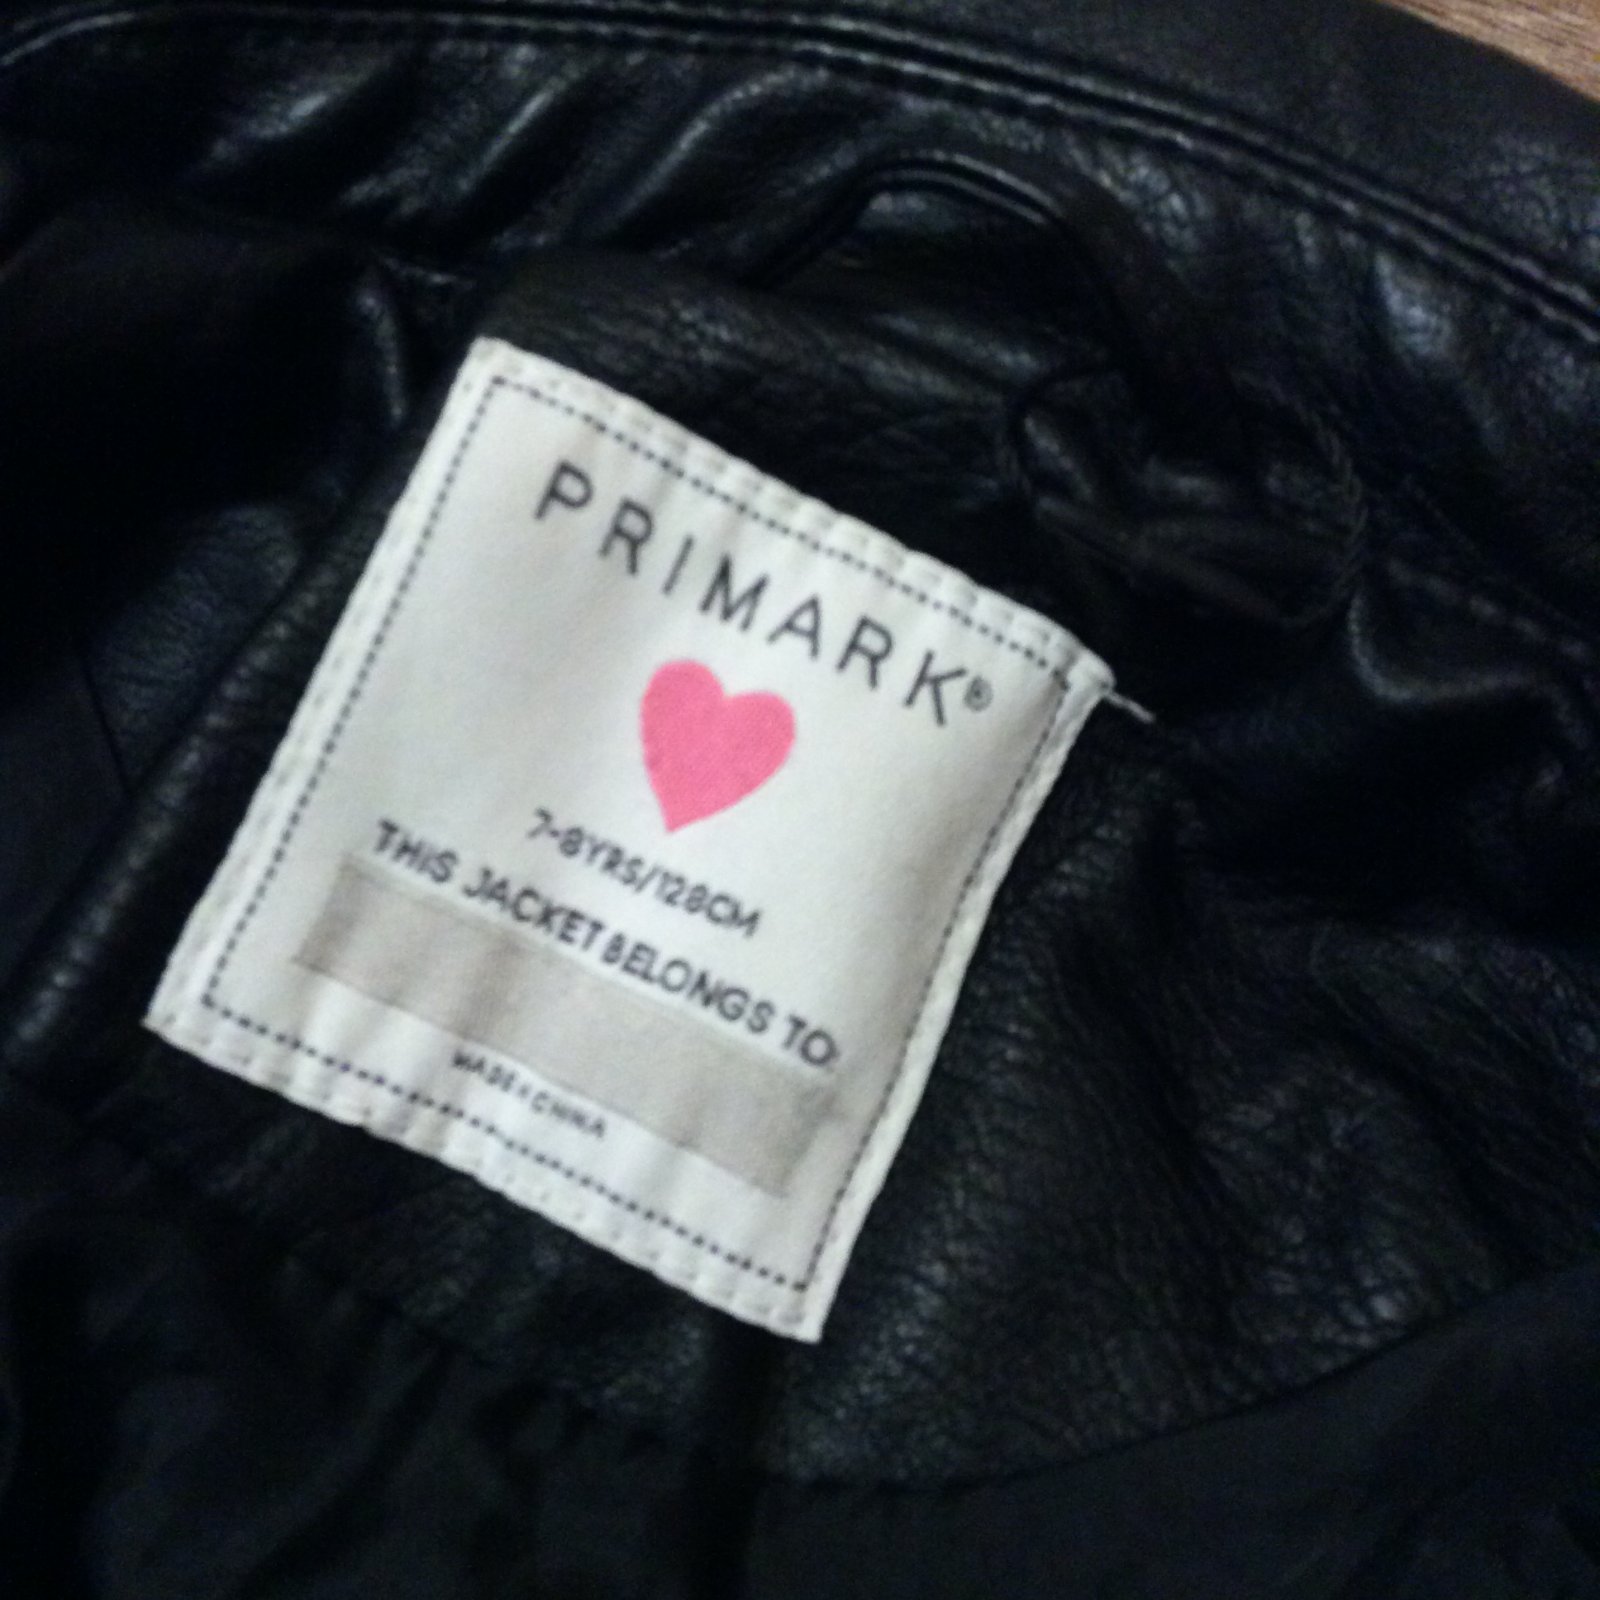 PRIMARK®
7-8YRS/128CM
THIS JACKET BELONGS TO:
MADE IN CHINA